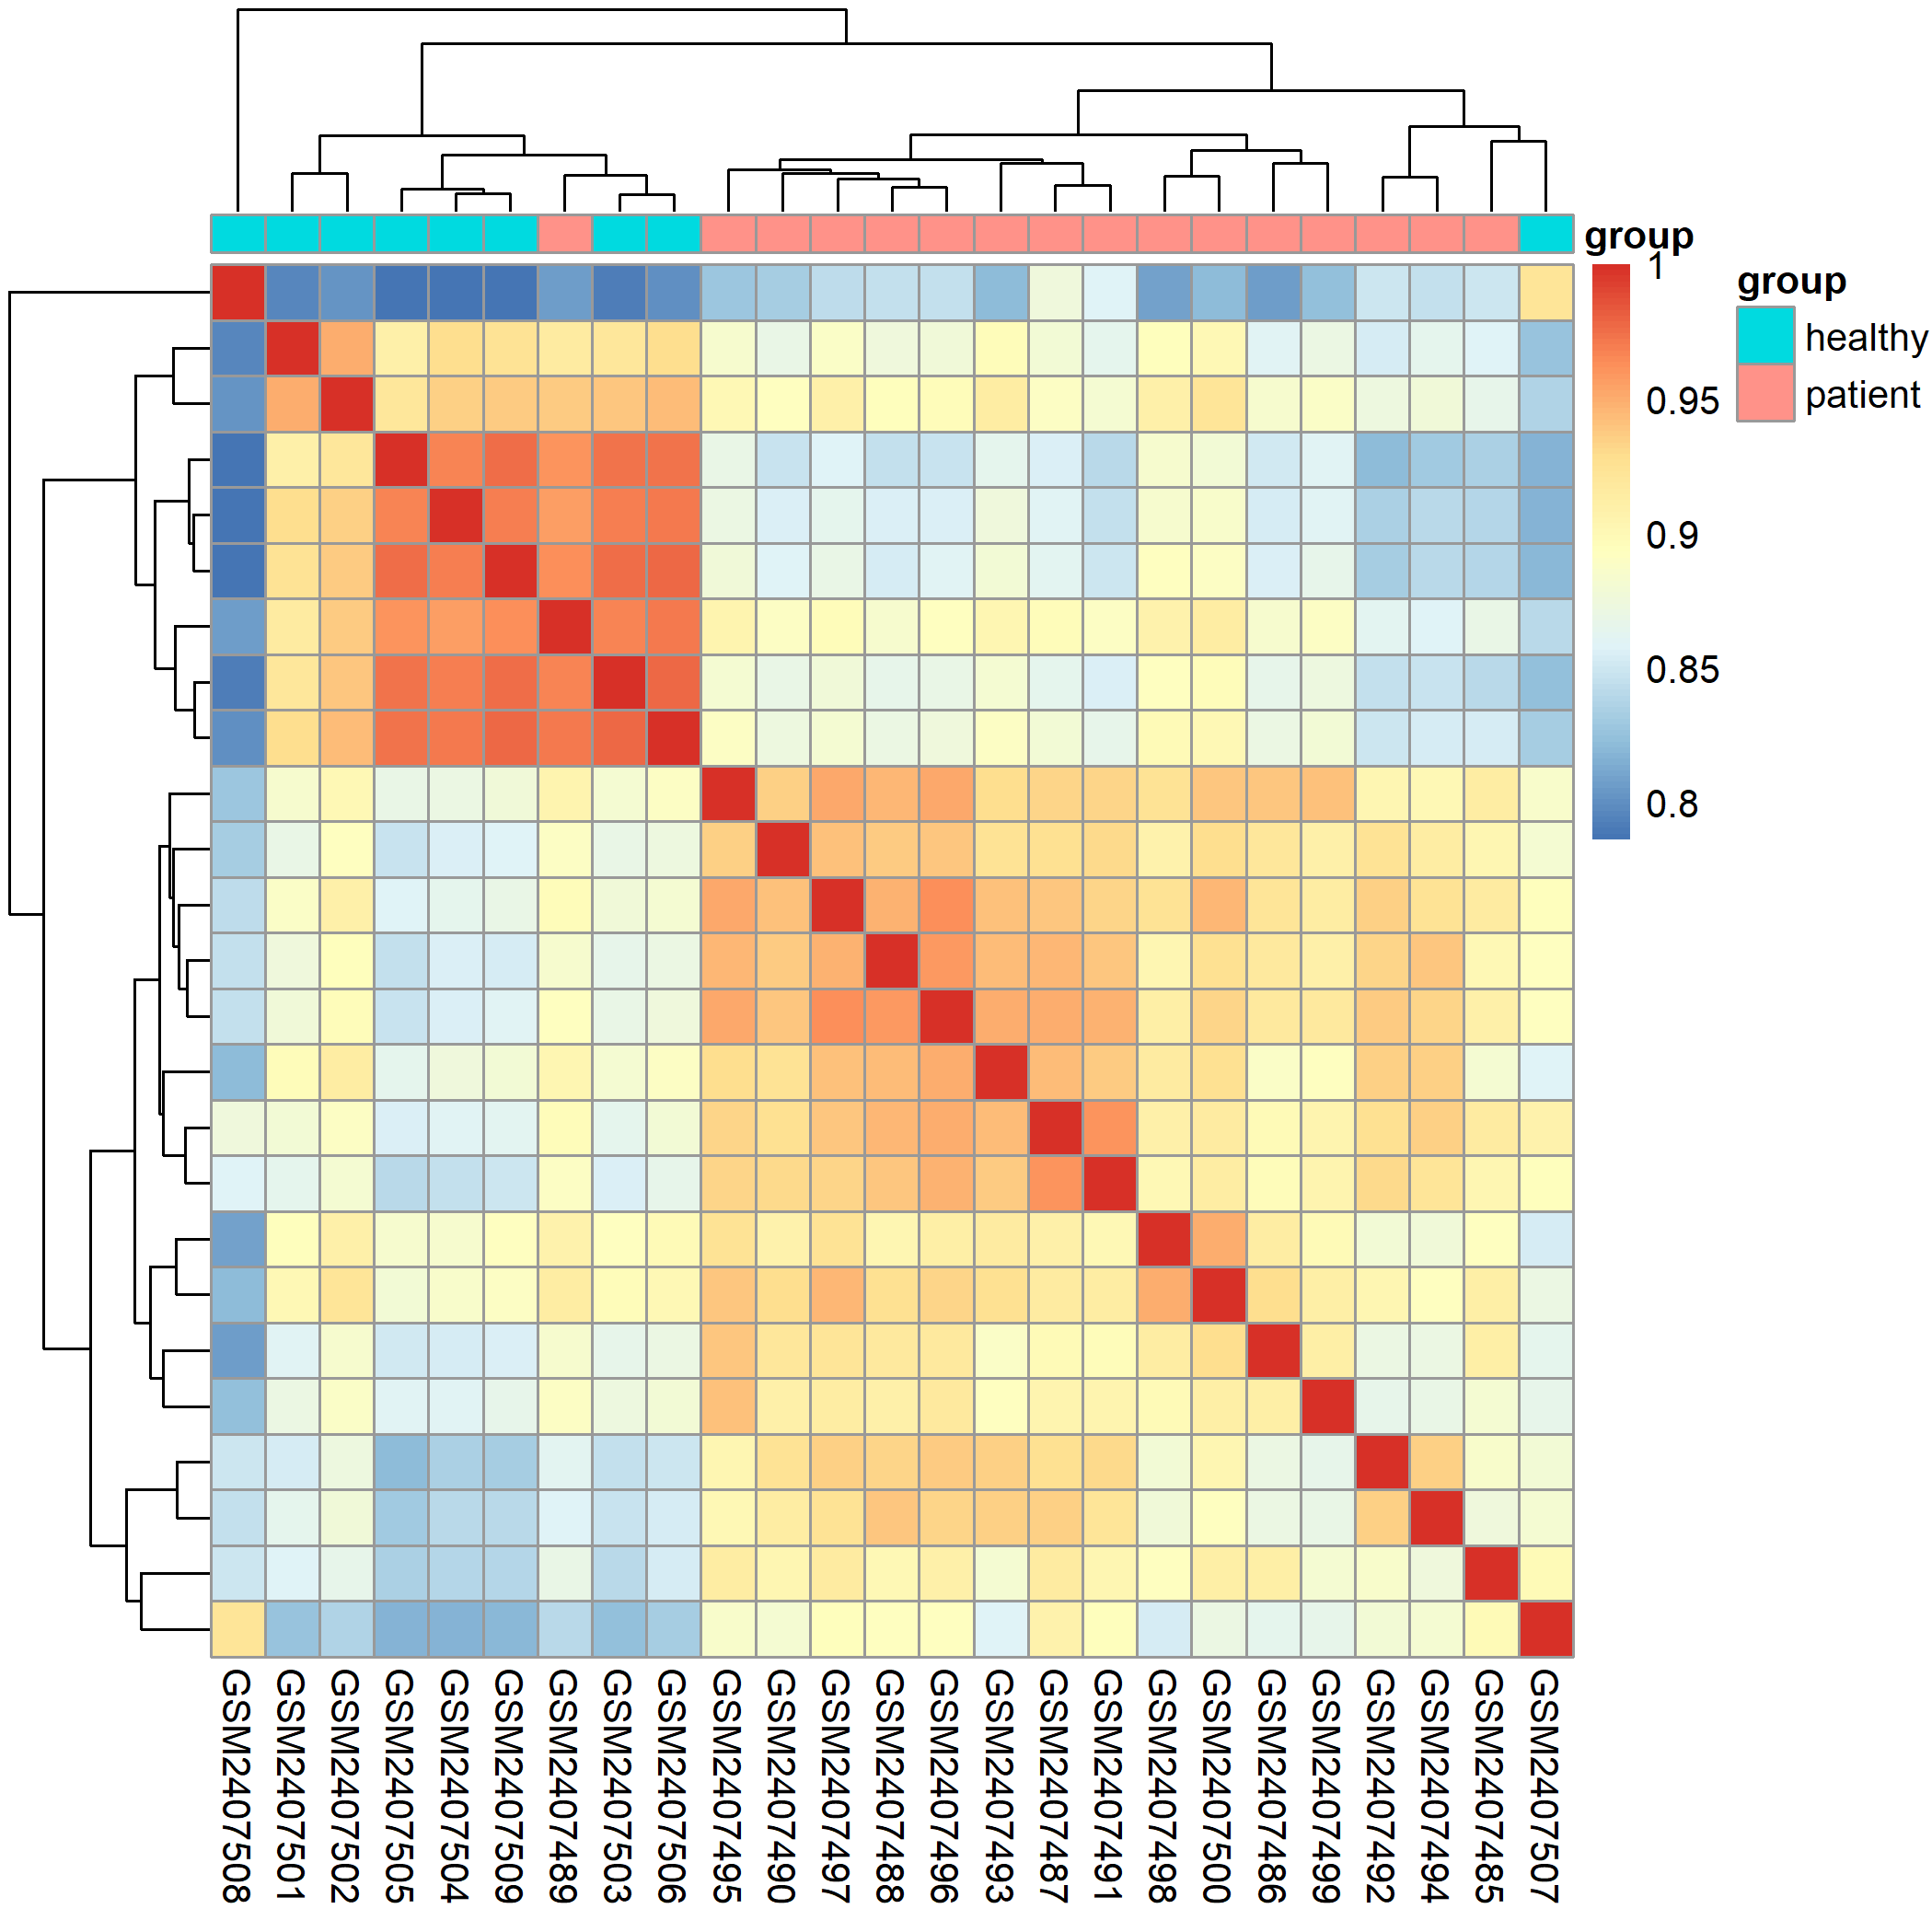 group
1
0.95
0.9
0.85
0.8
group
healthy
patient
GSM2407508
GSM2407501
GSM2407502
GSM2407505
GSM2407504
GSM2407509
GSM2407489
GSM2407503
GSM2407506
GSM2407495
GSM2407490
GSM2407497
GSM2407488
GSM2407496
GSM2407493
GSM2407487
GSM2407491
GSM2407498
GSM2407500
GSM2407486
GSM2407499
GSM2407492
GSM2407494
GSM2407485
GSM2407507